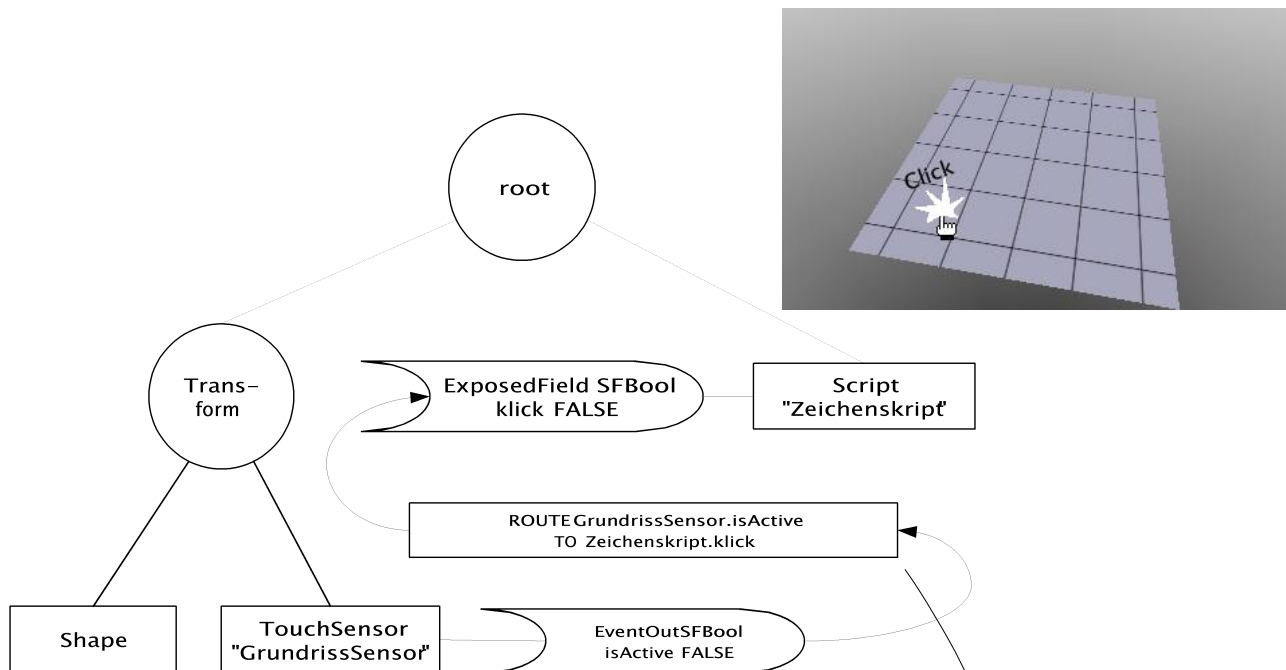 Click
root
Trans-
form
ExposedField SFBool
klick FALSE
Script
"Zeichenskript"
ROUTE GrundrissSensor.isActive
TO Zeichenskript.klick
Shape
TouchSensor
"GrundrissSensor"
EventOutSFBool
isActive FALSE